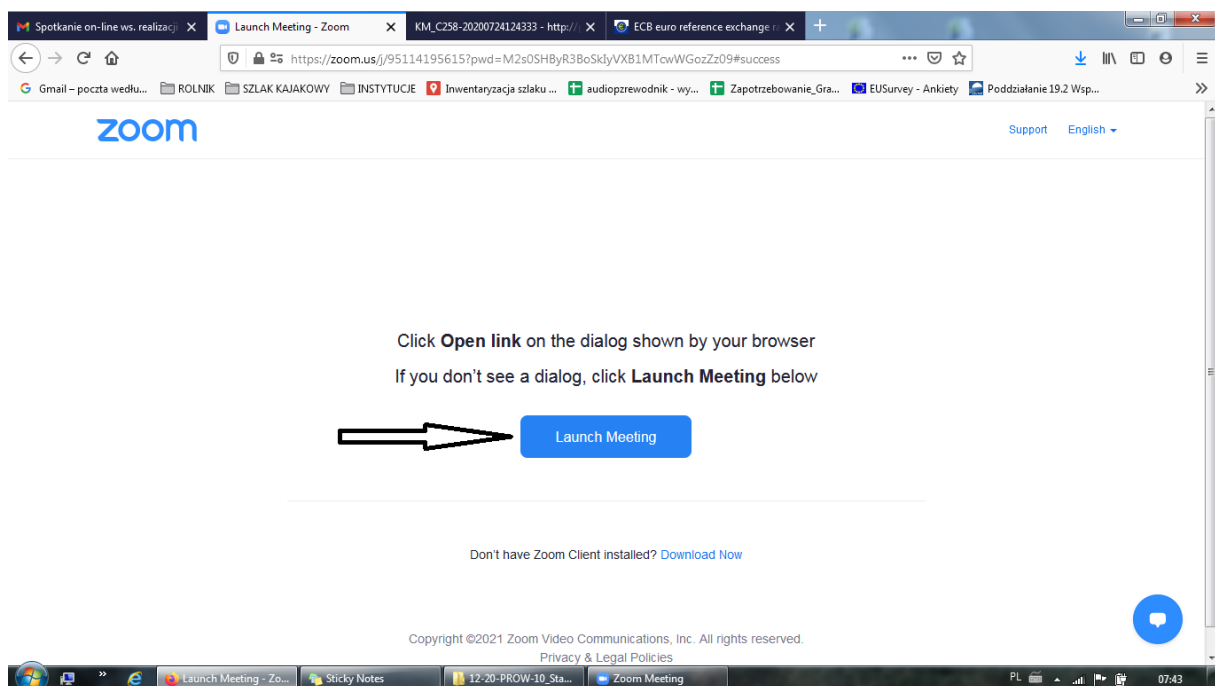 Spotkanie on-line ws. realizacji
Launch Meeting - Zoom
KM_C258-20200724124333 - http://
ECB euro reference exchange ra
https://zoom.us/j/95114195615?pwd=M2s0SHByR3BoSkIyVXB1MTcwWGozZz09#success
Gmail – poczta wedłu...
ROLNIK
SZLAK KAJAKOWY
INSTYTUCJE
Inwentaryzacja szlaku ...
audiopzrewodnik - wy...
Zapotrzebowanie_Gra...
EUSurvey - Ankiety
Poddziałanie 19.2 Wsp...
zoom
Support
English
Click Open link on the dialog shown by your browser
If you don't see a dialog, click Launch Meeting below
Launch Meeting
Don't have Zoom Client installed? Download Now
Copyright ©2021 Zoom Video Communications, Inc. All rights reserved.
Privacy & Legal Policies
Launch Meeting - Zo...
Sticky Notes
12-20-PROW-10_Sta...
Zoom Meeting
PL
07:43